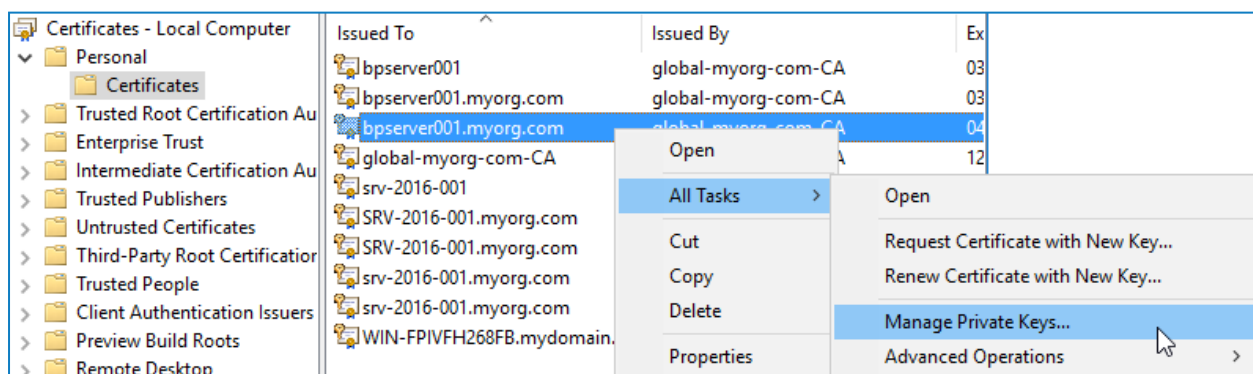 Certificates - Local Computer
Personal
Certificates
Trusted Root Certification Au
Enterprise Trust
Intermediate Certification Au
Trusted Publishers
Untrusted Certificates
Third-Party Root Certification
Trusted People
Client Authentication Issuers
Preview Build Roots
Remote Desktop
Issued To Issued By Ex
bpserver001 global-myorg-com-CA 03
bpserver001.myorg.com global-myorg-com-CA 03
bpserver001.myorg.com global-myorg-com-CA 04
global-myorg-com-CA A 12
srv-2016-001
SRV-2016-001.myorg.com
SRV-2016-001.myorg.com
srv-2016-001.myorg.com
srv-2016-001.myorg.com
WIN-FPIVFH268FB.mydomain.
Open
All Tasks
Cut
Copy
Delete
Properties
Open
Request Certificate with New Key...
Renew Certificate with New Key...
Manage Private Keys...
Advanced Operations